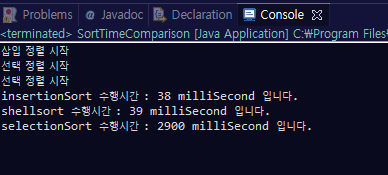 Problems @ Javadoc Declaration Console
<terminated> SortTimeComparison [Java Application] C:\Program Files\
삽입 정렬 시작
선택 정렬 시작
선택 정렬 시작
insertionSort 수행시간 : 38 milliSecond 입니다.
shellsort 수행시간 : 39 milliSecond 입니다.
selectionSort 수행시간 : 2900 milliSecond 입니다.